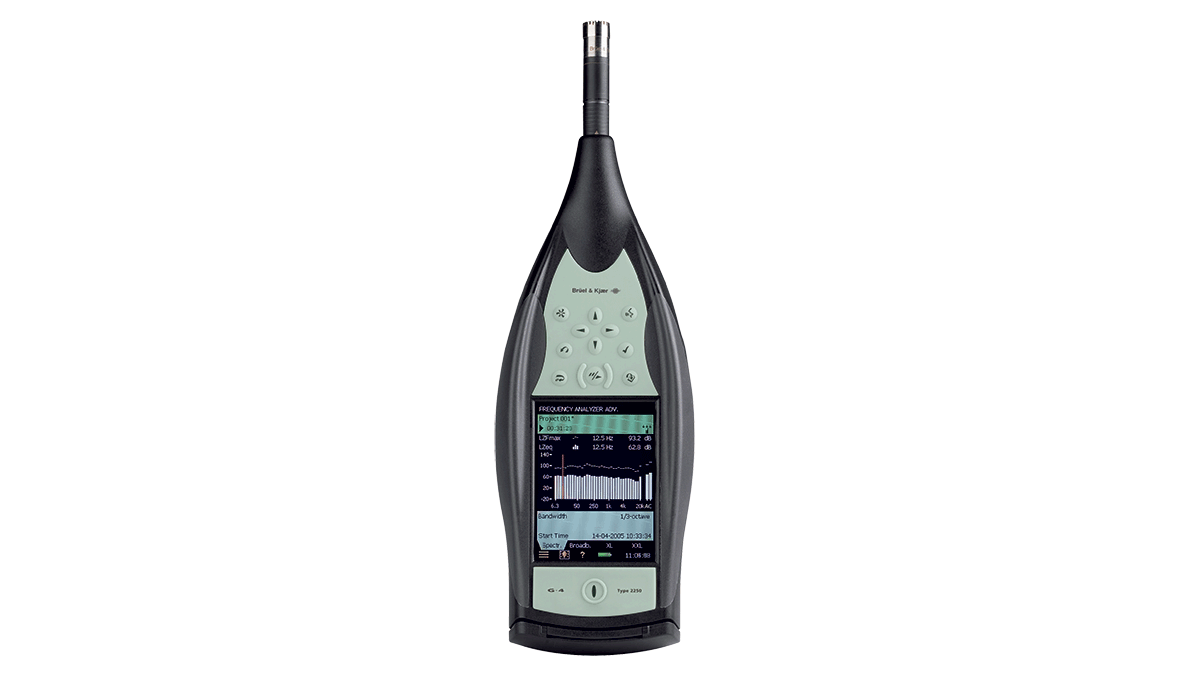 Brüel & Kjær
FREQUENCY ANALYZER ADV.
Project 001*
00:31:23
LZFmax 12.5 Hz 93.2 dB
LZeq 12.5 Hz 62.8 dB
140
100
60
20
-20
6.3 50 250 1k 4k 20k AC
Bandwidth 1/3-octave
Start Time 14-04-2005 10:33:34
Spectr. Broadb. XL XXL
? 11:04:08
G-4 Type 2250